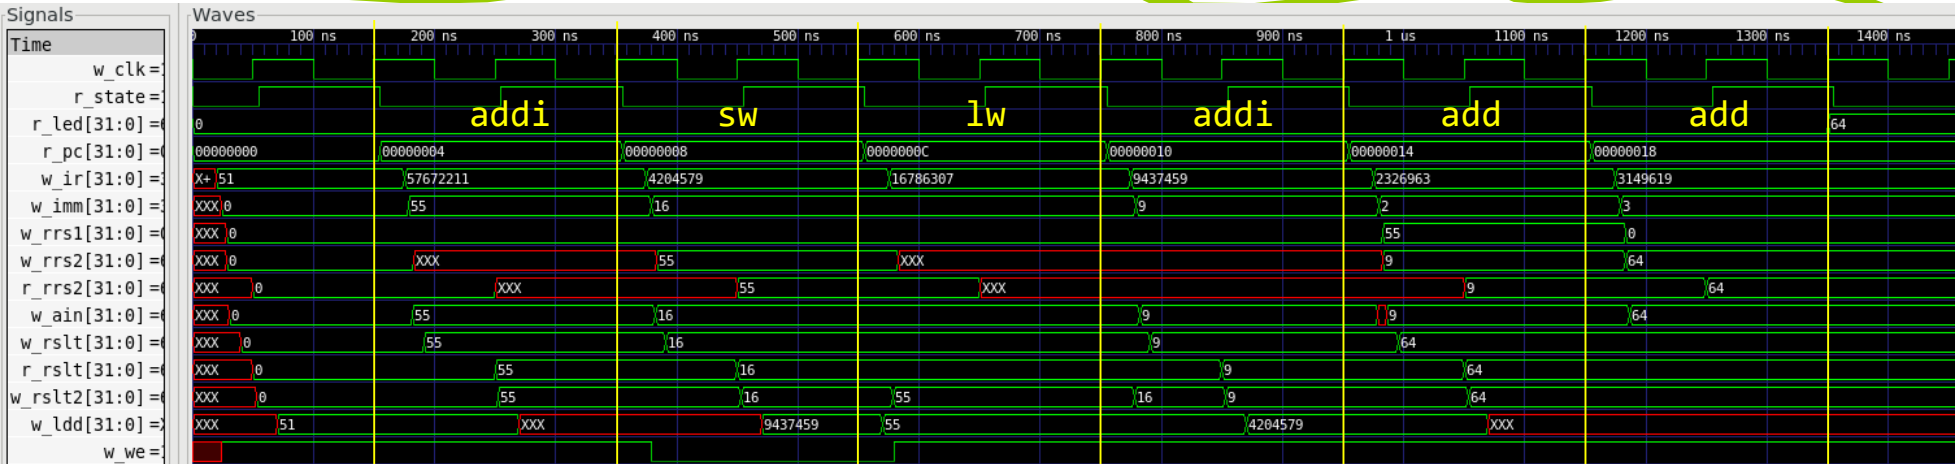 Signals Waves
Time 0 100 ns 200 ns 300 ns 400 ns 500 ns 600 ns 700 ns 800 ns 900 ns 1 us 1100 ns 1200 ns 1300 ns 1400 ns
w_clk =
r_state =
addi sw lw addi add add
r_led[31:0] = 0 64
r_pc[31:0] = 00000000 00000004 00000008 0000000C 00000010 00000014 00000018
w_ir[31:0] = X+ 51 57672211 4204579 16786307 9437459 2326963 3149619
w_imm[31:0] = XXX 0 55 16 9 2 3
w_rrs1[31:0] = XXX 0 55 0
w_rrs2[31:0] = XXX 0 XXX 55 XXX 9 64
r_rrs2[31:0] = XXX 0 XXX 55 XXX 9 64
w_ain[31:0] = XXX 0 55 16 9 9 64
w_rslt[31:0] = XXX 0 55 16 9 64
r_rslt[31:0] = XXX 0 55 16 9 64
w_rslt2[31:0] = XXX 0 55 16 55 16 9 64
w_ldd[31:0] = XXX 51 XXX 9437459 55 4204579 XXX
w_we =